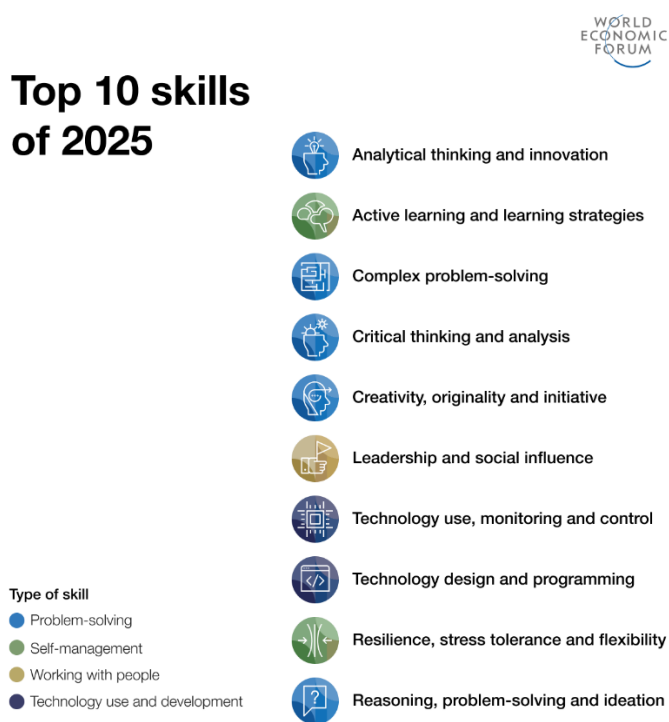 WORLD
ECONOMIC
FORUM
Top 10 skills
of 2025
Analytical thinking and innovation
Active learning and learning strategies
Complex problem-solving
Critical thinking and analysis
Creativity, originality and initiative
Leadership and social influence
Technology use, monitoring and control
Technology design and programming
Resilience, stress tolerance and flexibility
Reasoning, problem-solving and ideation
Type of skill
Problem-solving
Self-management
Working with people
Technology use and development